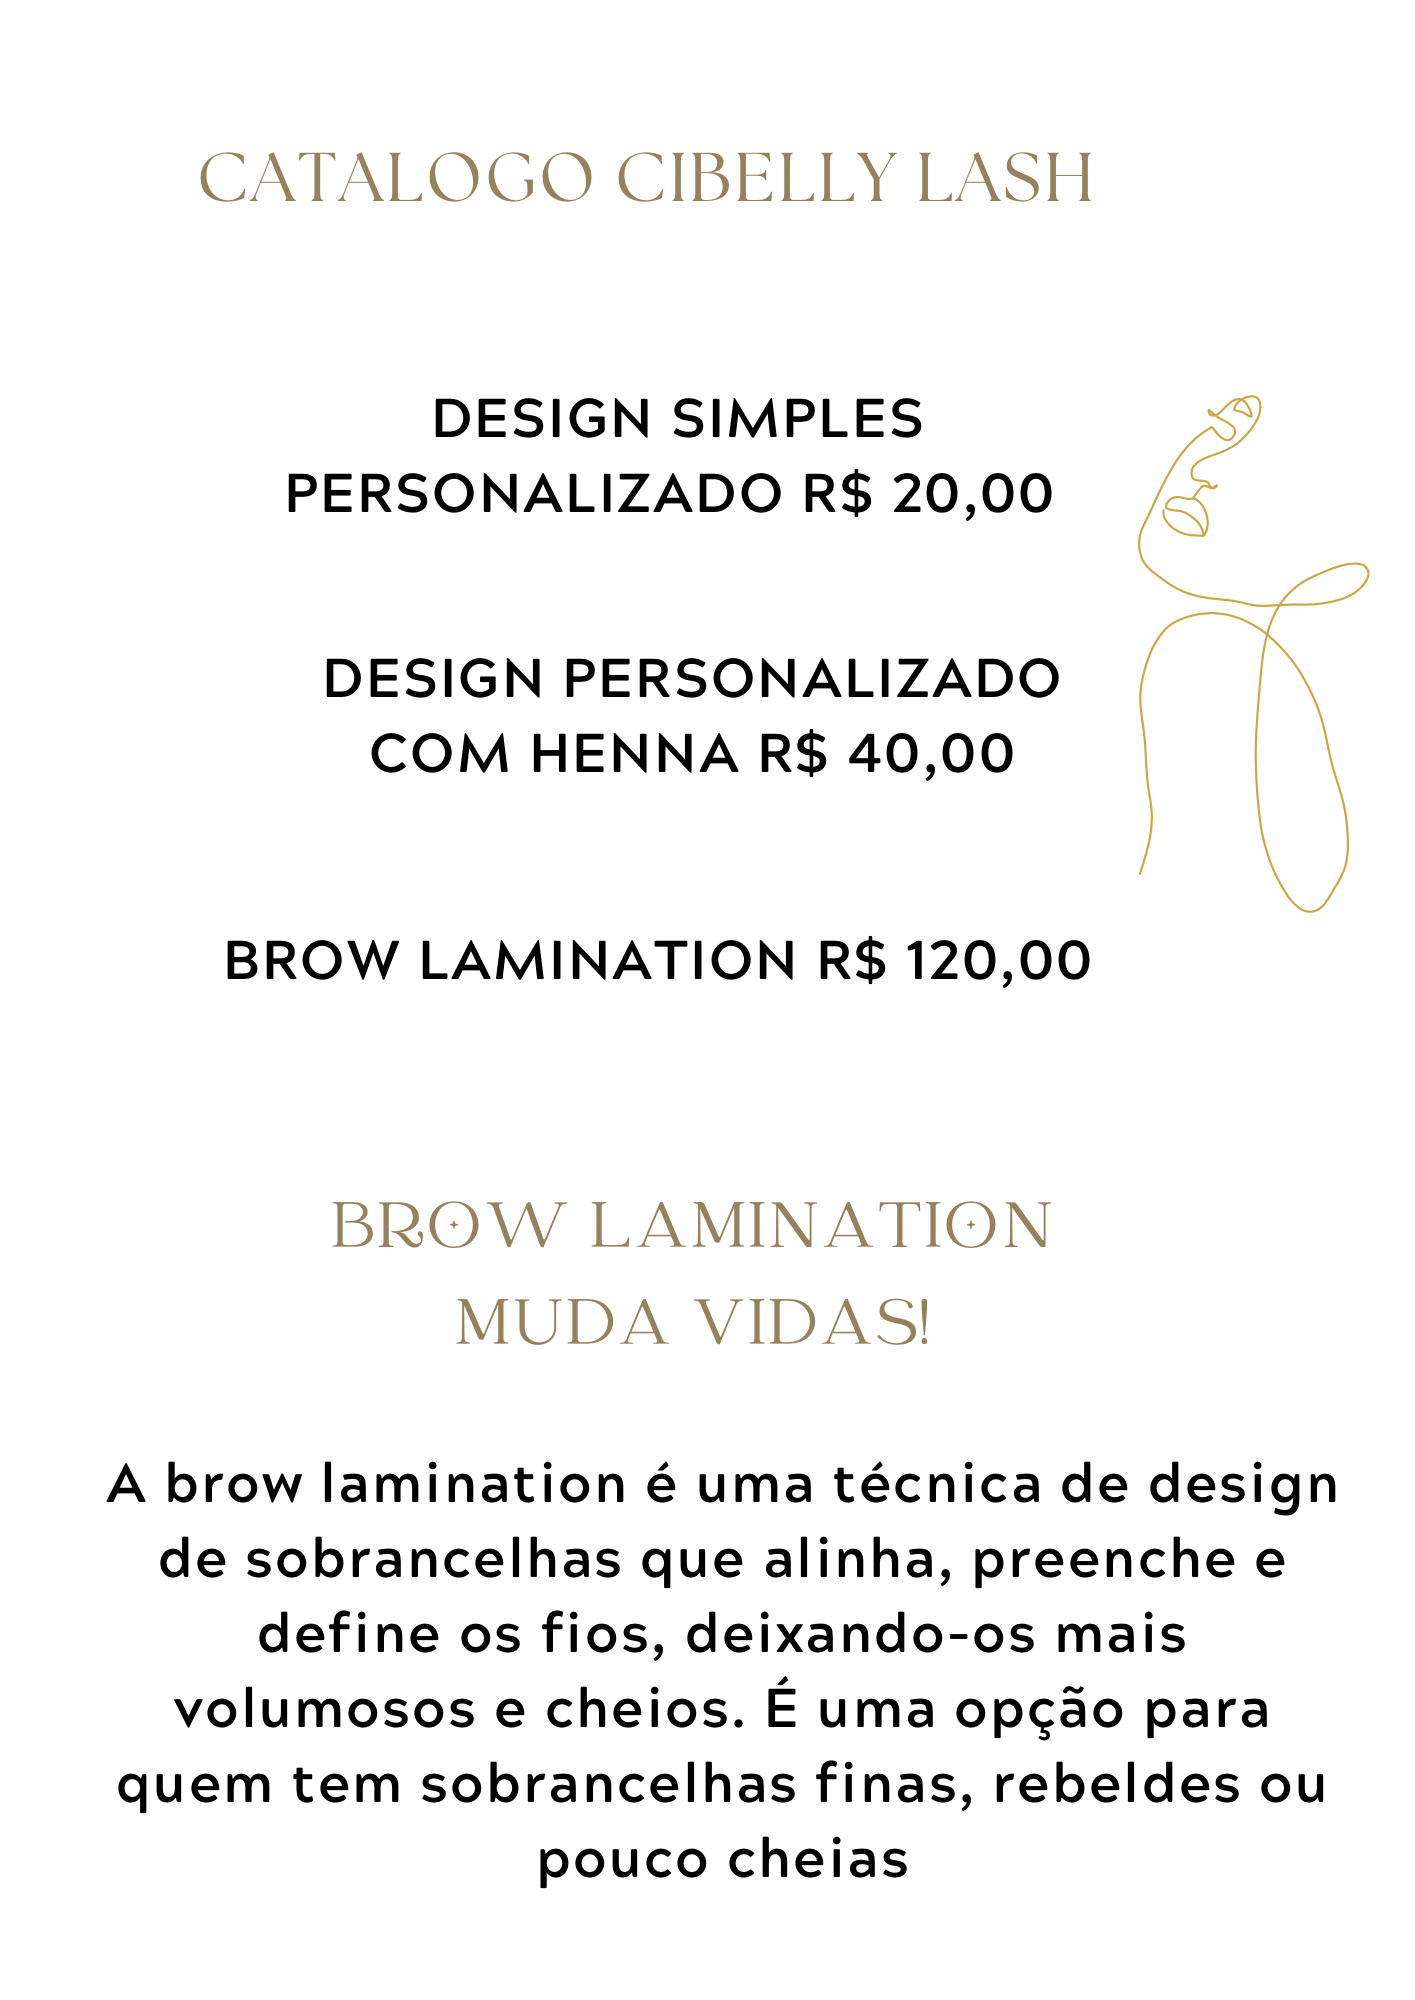 CATALOGO CIBELLY LASH
DESIGN SIMPLES
PERSONALIZADO R$ 20,00
DESIGN PERSONALIZADO
COM HENNA R$ 40,00
BROW LAMINATION R$ 120,00
BROW LAMINATION
MUDA VIDAS!
A brow lamination é uma técnica de design
de sobrancelhas que alinha, preenche e
define os fios, deixando-os mais
volumosos e cheios. É uma opção para
quem tem sobrancelhas finas, rebeldes ou
pouco cheias